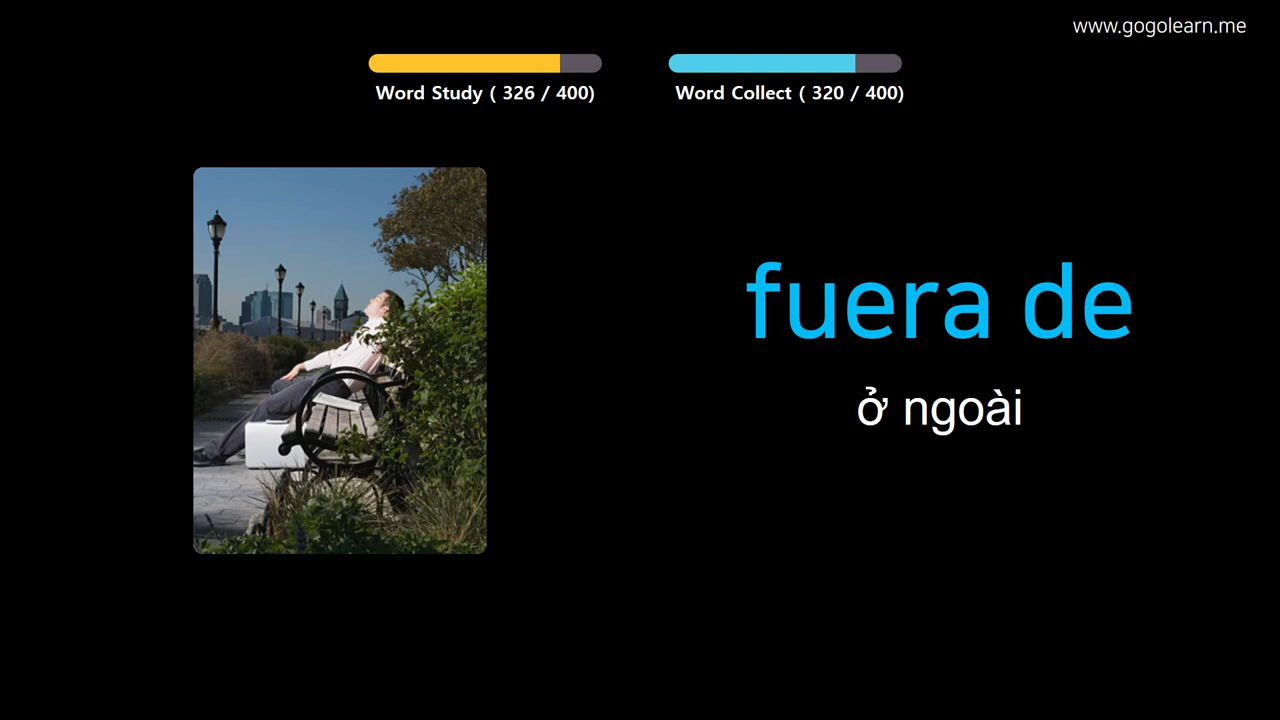 www.gogolearn.me
Word Study ( 326 / 400)
Word Collect ( 320 / 400)
fuera de
ở ngoài